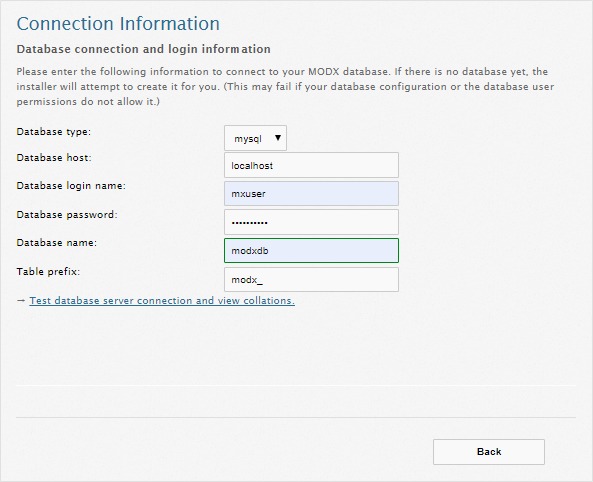 Connection Information
Database connection and login information
Please enter the following information to connect to your MODX database. If there is no database yet, the
installer will attempt to create it for you. (This may fail if your database configuration or the database user
permissions do not allow it.)
Database type: mysql
Database host: localhost
Database login name: mxuser
Database password: ••••••••••
Database name: modxdb
Table prefix: modx_
→ Test database server connection and view collations.
Back